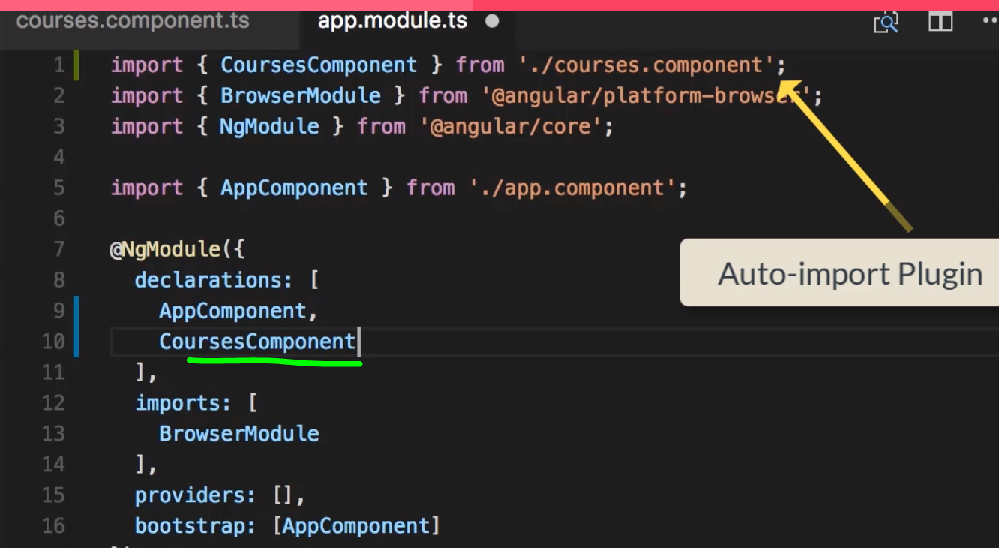 courses.component.ts app.module.ts
1 import { CoursesComponent } from './courses.component';
2 import { BrowserModule } from '@angular/platform-browser';
3 import { NgModule } from '@angular/core';
4
5 import { AppComponent } from './app.component';
6
7 @NgModule({
8 declarations: [
Auto-import Plugin
9 AppComponent,
10 CoursesComponent
11 ],
12 imports: [
13 BrowserModule
14 ],
15 providers: [],
16 bootstrap: [AppComponent]